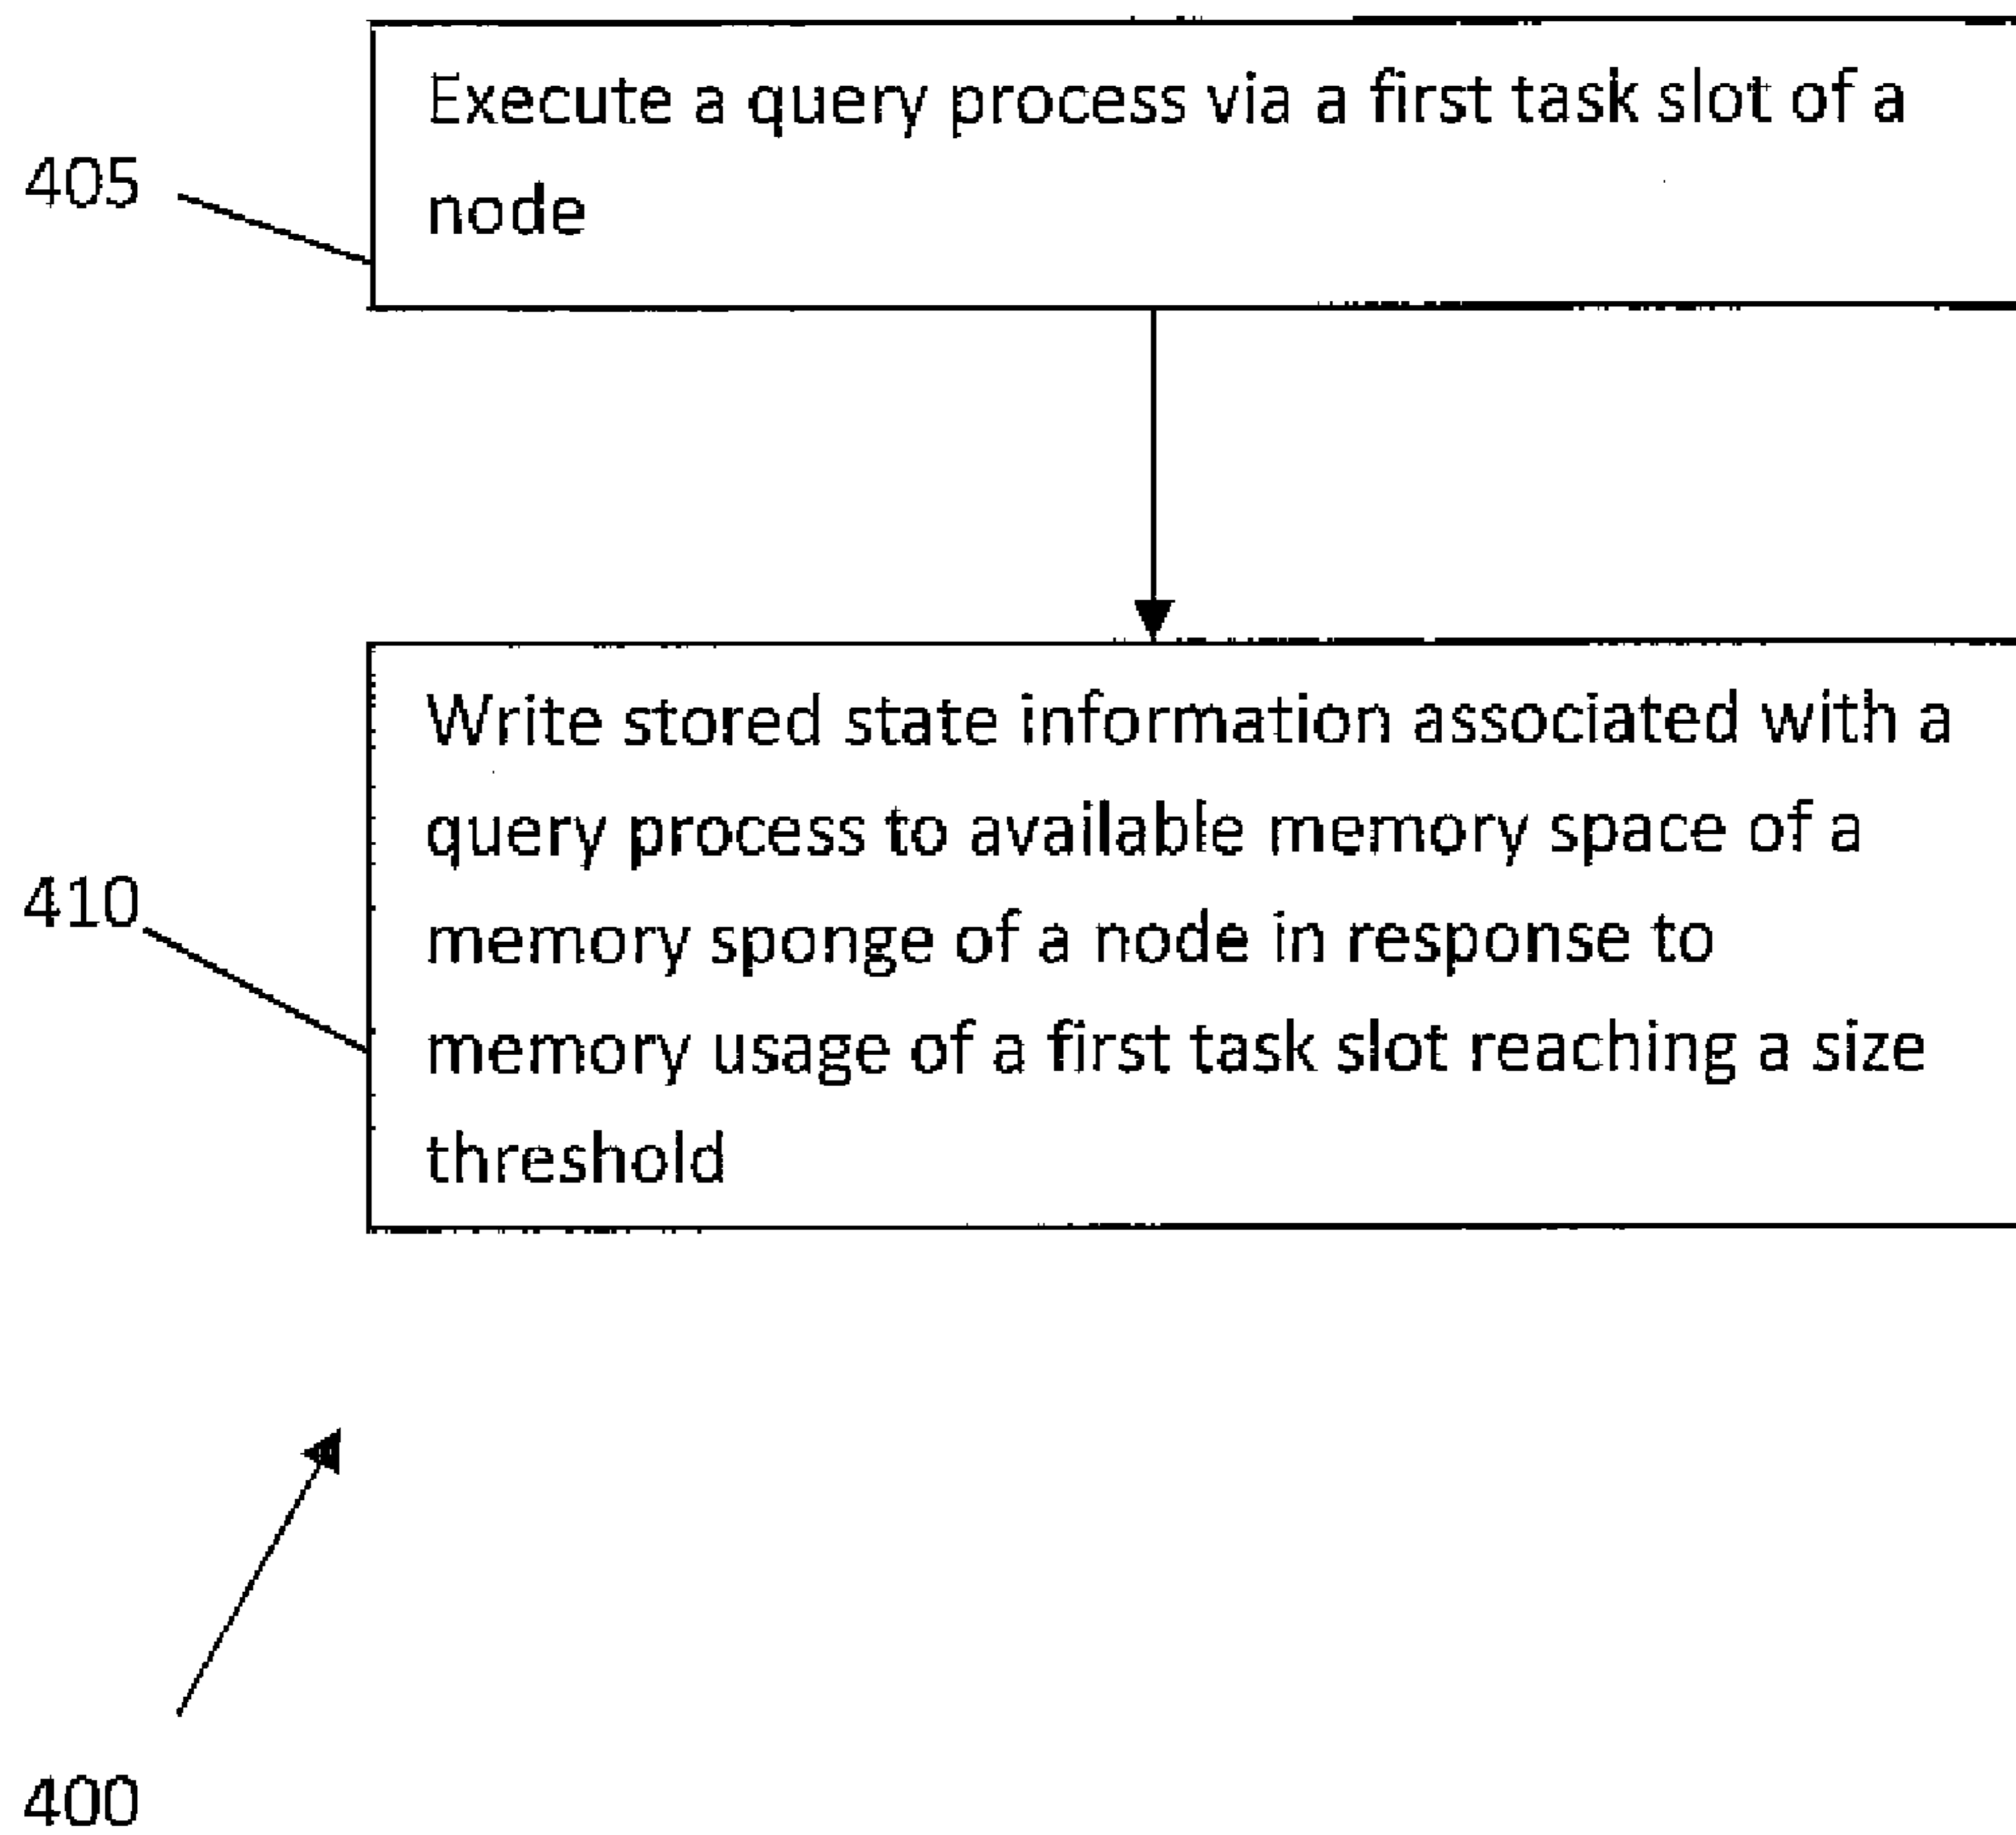 Execute a query process via a first task slot of a
node
405
Write stored state information associated with a
query process to available memory space of a
memory sponge of a node in response to
memory usage of a first task slot reaching a size
threshold
410
400